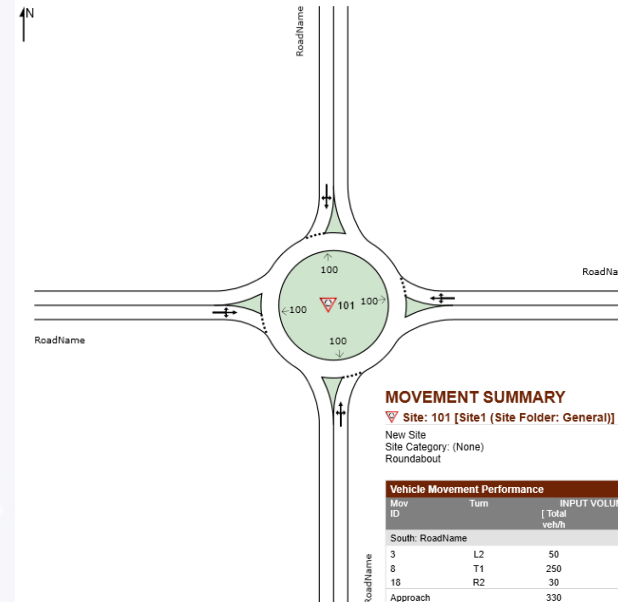 N
RoadName
100
RoadNa
←100
101
100
100
RoadName
MOVEMENT SUMMARY
Site: 101 [Site1 (Site Folder: General)]
New Site
Site Category: (None)
Roundabout
Vehicle Movement Performance
Mov ID Turn INPUT VOLUM
[ Total
veh/h
South: RoadName
3 L2 50
8 T1 250
18 R2 30
Approach 330
RoadName